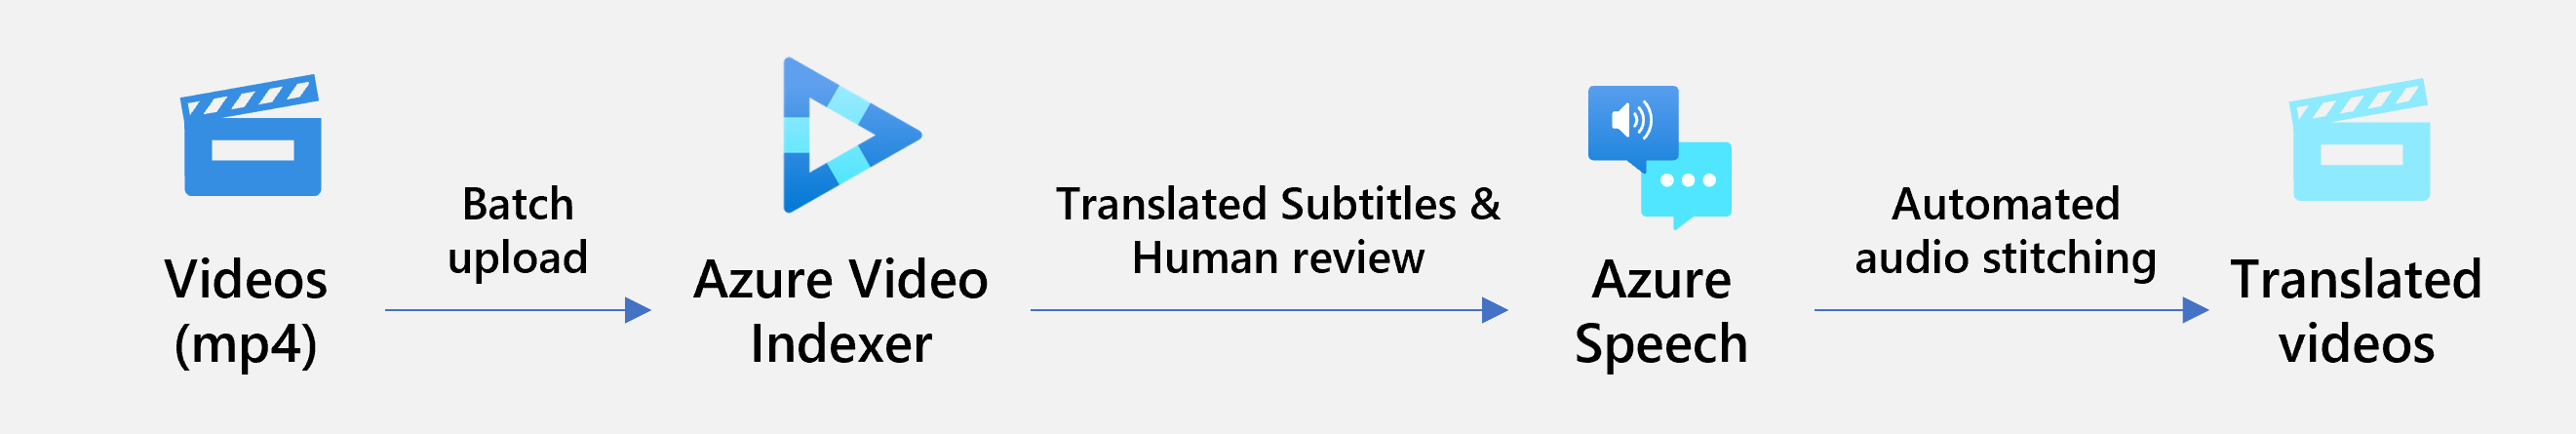 Videos
(mp4)
Batch
upload
Azure Video
Indexer
Translated Subtitles &
Human review
Azure
Speech
Automated
audio stitching
Translated
videos